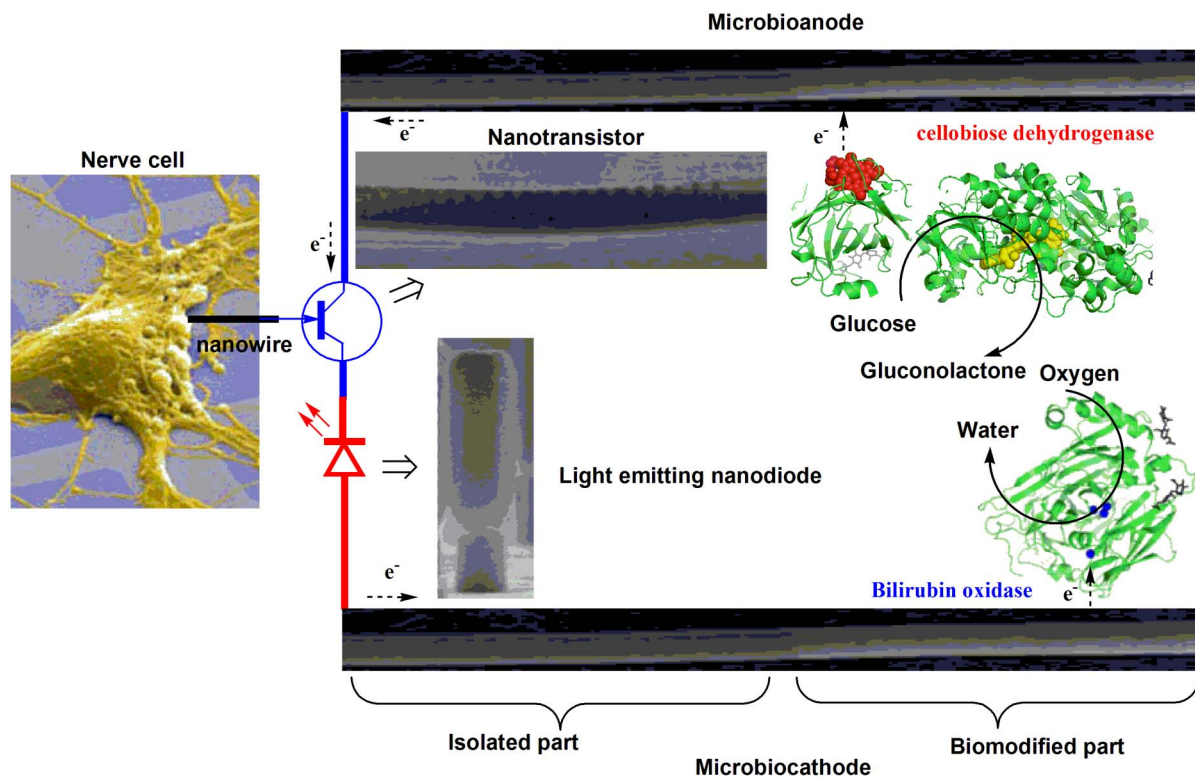 Microbioanode
e⁻
Nanotransistor
e⁻
cellobiose dehydrogenase
Nerve cell
e⁻
nanowire
Glucose
Gluconolactone
Oxygen
Water
Light emitting nanodiode
e⁻
Bilirubin oxidase
e⁻
Isolated part
Biomodified part
Microbiocathode